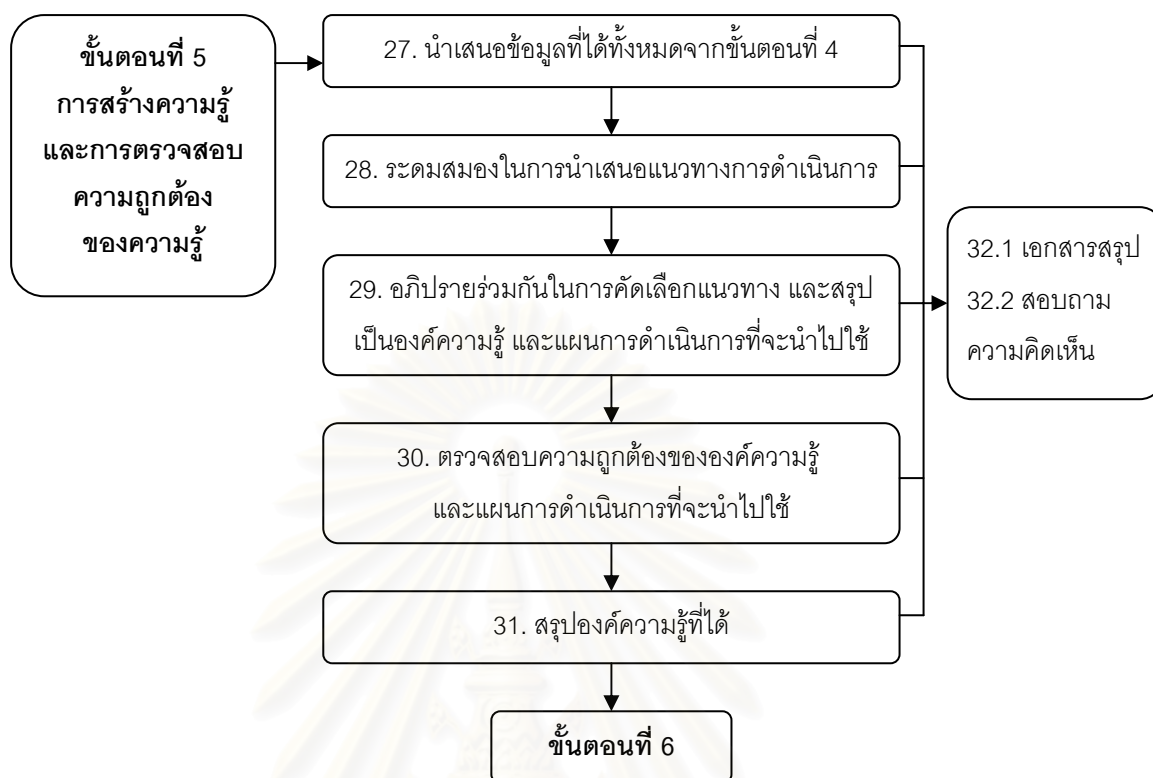 ขั้นตอนที่ 5
การสร้างความรู้
และการตรวจสอบ
ความถูกต้อง
ของความรู้
27. นำเสนอข้อมูลที่ได้ทั้งหมดจากขั้นตอนที่ 4
28. ระดมสมองในการนำเสนอแนวทางการดำเนินการ
29. อภิปรายร่วมกันในการคัดเลือกแนวทาง และสรุป
เป็นองค์ความรู้ และแผนการดำเนินการที่จะนำไปใช้
30. ตรวจสอบความถูกต้องขององค์ความรู้
และแผนการดำเนินการที่จะนำไปใช้
31. สรุปองค์ความรู้ที่ได้
ขั้นตอนที่ 6
32.1 เอกสารสรุป
32.2 สอบถาม
ความคิดเห็น